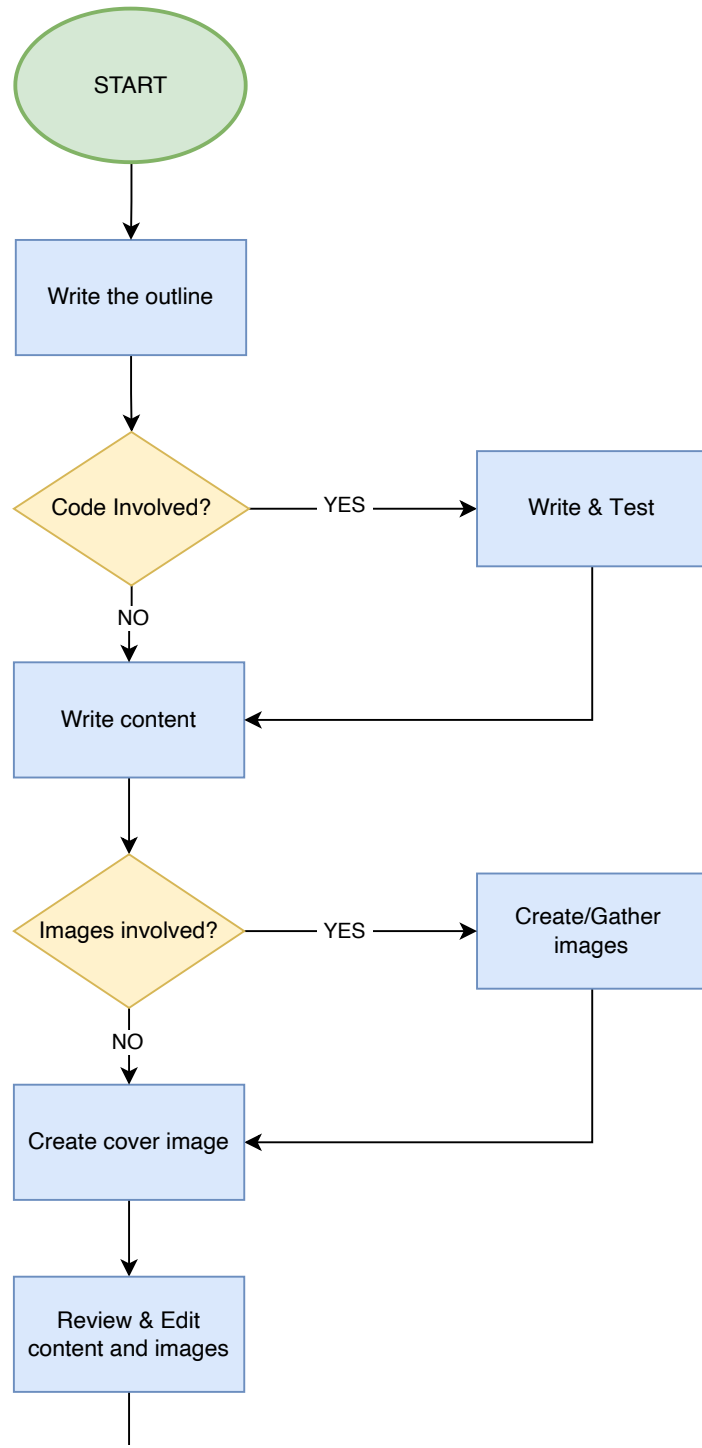 START
Write the outline
Code Involved?
YES
Write & Test
NO
Write content
Images involved?
YES
Create/Gather
images
NO
Create cover image
Review & Edit
content and images